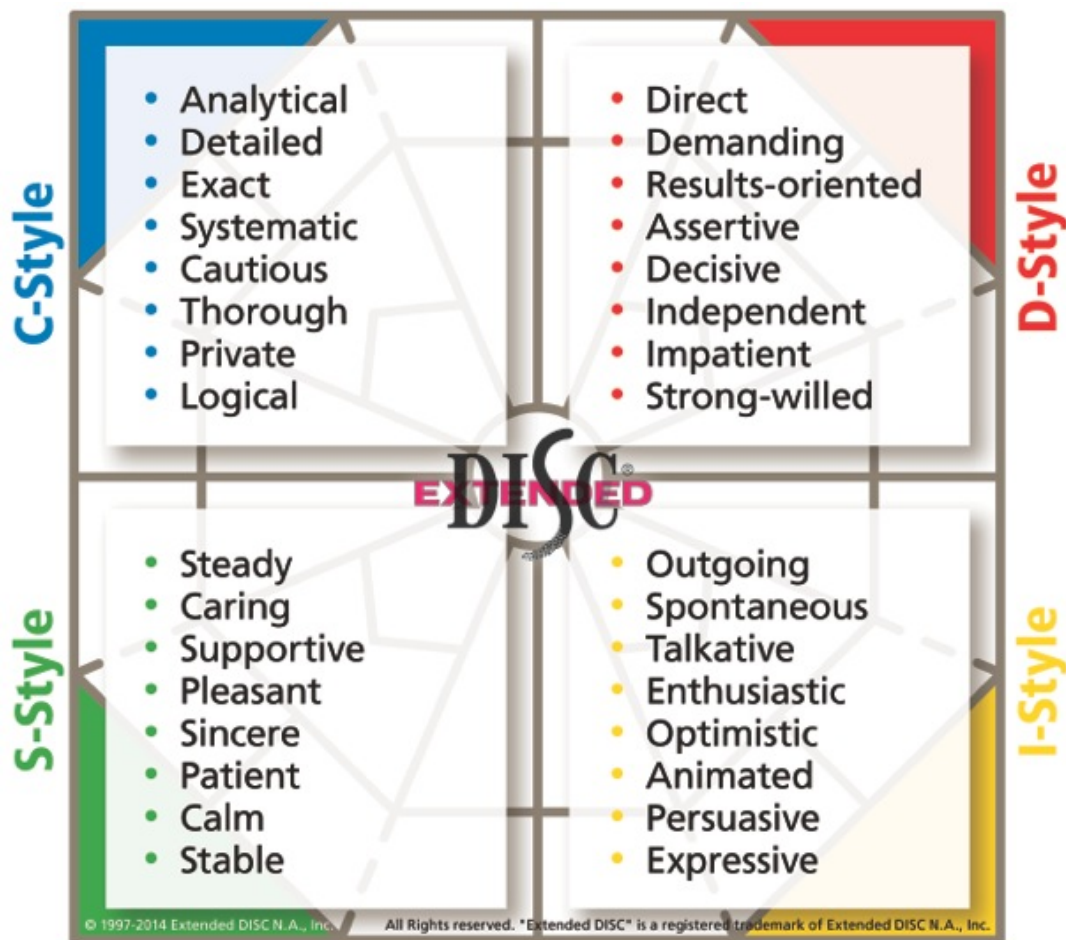 C-Style
• Analytical
• Detailed
• Exact
• Systematic
• Cautious
• Thorough
• Private
• Logical
D-Style
• Direct
• Demanding
• Results-oriented
• Assertive
• Decisive
• Independent
• Impatient
• Strong-willed
DISC®
EXTENDED
S-Style
• Steady
• Caring
• Supportive
• Pleasant
• Sincere
• Patient
• Calm
• Stable
I-Style
• Outgoing
• Spontaneous
• Talkative
• Enthusiastic
• Optimistic
• Animated
• Persuasive
• Expressive
© 1997-2014 Extended DISC N.A., Inc.
All Rights reserved. "Extended DISC" is a registered trademark of Extended DISC N.A., Inc.